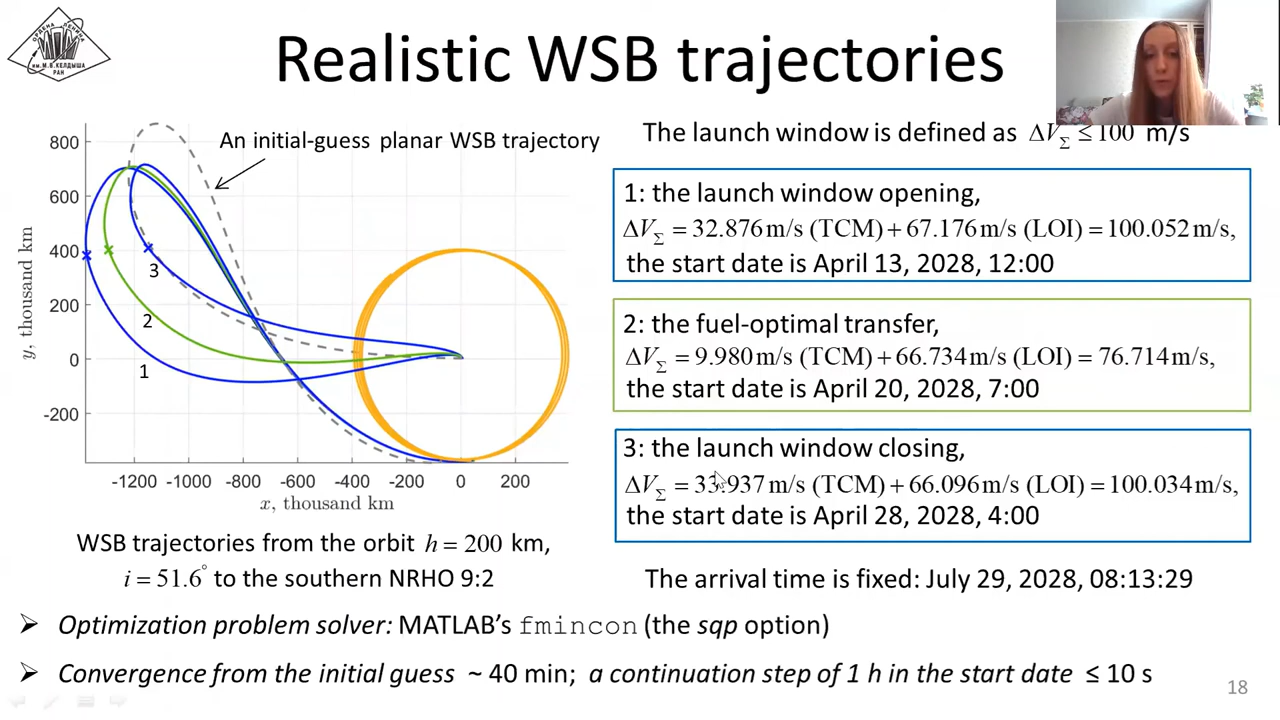 ОРДЕНА ЛЕНИНА
им. М.В.КЕЛДЫША
РАН
Realistic WSB trajectories
An initial-guess planar WSB trajectory
800
600
400
200
0
-200
y, thousand km
-1200 -1000 -800 -600 -400 -200 0 200
x, thousand km
3
2
1
WSB trajectories from the orbit h = 200 km,
i = 51.6° to the southern NRHO 9:2
The launch window is defined as ΔV_Σ ≤ 100 m/s
1: the launch window opening,
ΔV_Σ = 32.876 m/s (TCM) + 67.176 m/s (LOI) = 100.052 m/s,
the start date is April 13, 2028, 12:00
2: the fuel-optimal transfer,
ΔV_Σ = 9.980 m/s (TCM) + 66.734 m/s (LOI) = 76.714 m/s,
the start date is April 20, 2028, 7:00
3: the launch window closing,
ΔV_Σ = 33.937 m/s (TCM) + 66.096 m/s (LOI) = 100.034 m/s,
the start date is April 28, 2028, 4:00
The arrival time is fixed: July 29, 2028, 08:13:29
➢ Optimization problem solver: MATLAB’s fmincon (the sqp option)
➢ Convergence from the initial guess ~ 40 min; a continuation step of 1 h in the start date ≤ 10 s
18